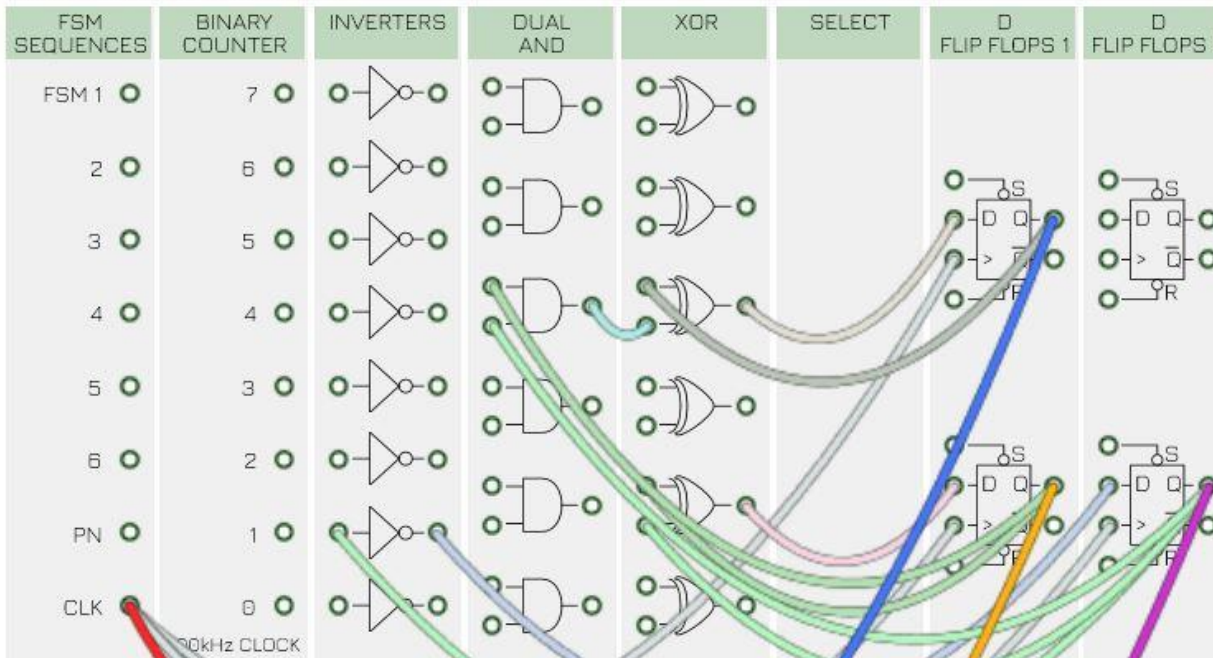 FSM
SEQUENCES
BINARY
COUNTER
INVERTERS
DUAL
AND
XOR
SELECT
D
FLIP FLOPS 1
D
FLIP FLOPS
FSM 1
2
3
4
5
6
PN
CLK
7
6
5
4
3
2
1
0
00kHz CLOCK
S
D Q
> Q̅
R
S
D Q
> Q̅
R
S
D Q
> Q̅
R
S
D Q
> Q̅
R